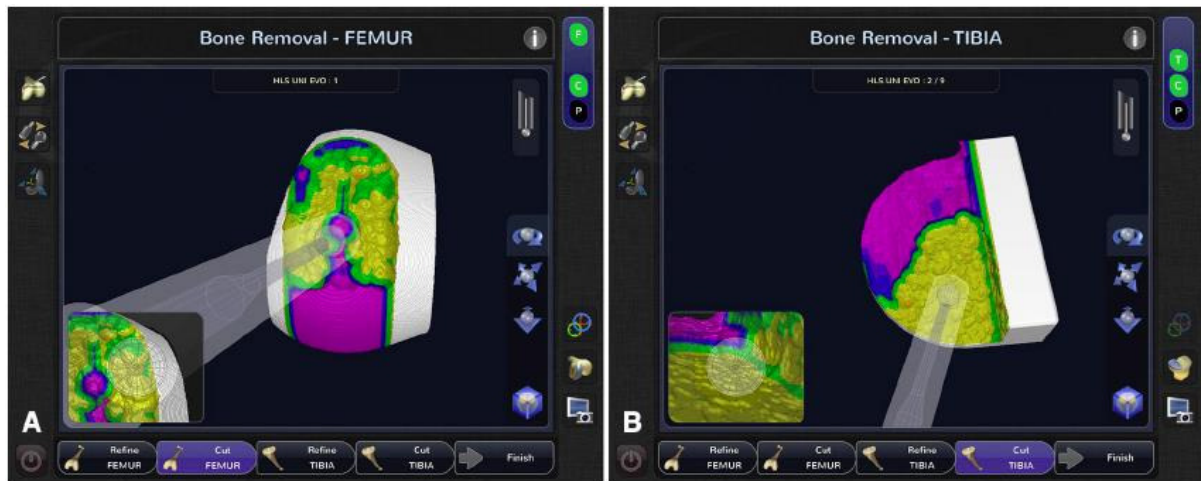 Bone Removal - FEMUR
i
HLS UNI EVO : 1
F
C
P
A
Refine
FEMUR
Cut
FEMUR
Refine
TIBIA
Cut
TIBIA
Finish
Bone Removal - TIBIA
i
HLS UNI EVO : 2 / 9
T
C
P
B
Refine
FEMUR
Cut
FEMUR
Refine
TIBIA
Cut
TIBIA
Finish